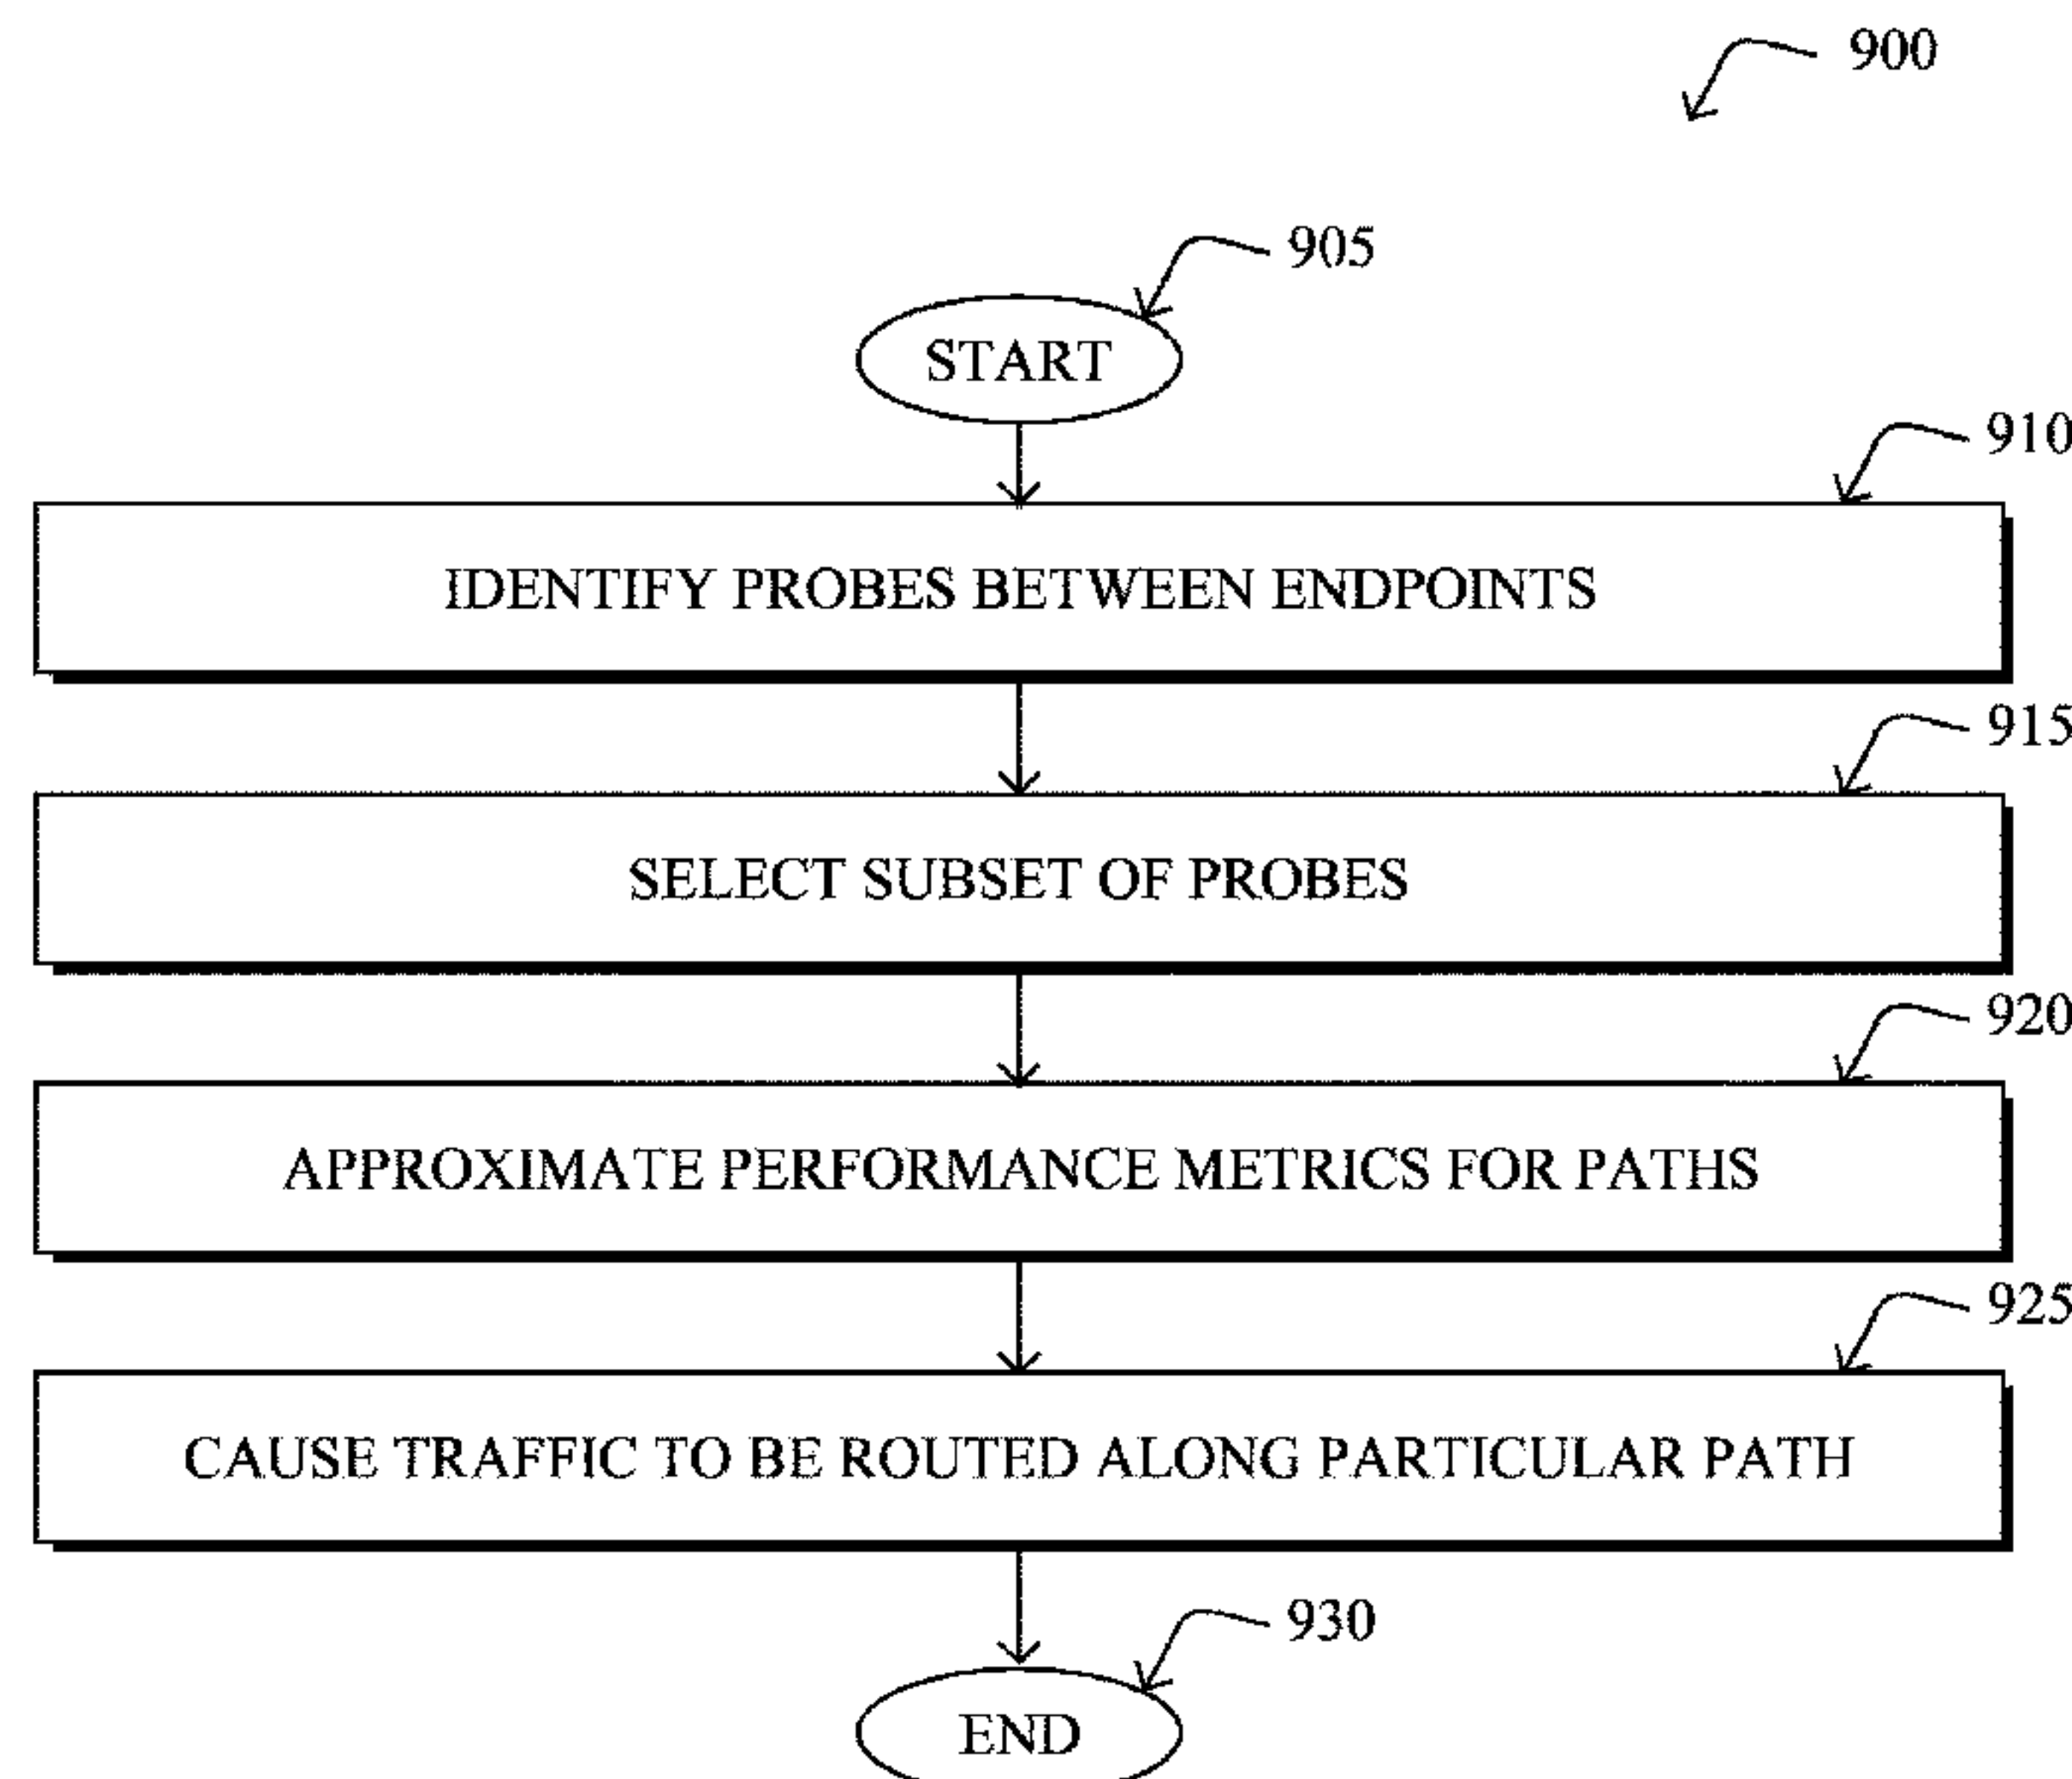 900
905
START
910
IDENTIFY PROBES BETWEEN ENDPOINTS
915
SELECT SUBSET OF PROBES
920
APPROXIMATE PERFORMANCE METRICS FOR PATHS
925
CAUSE TRAFFIC TO BE ROUTED ALONG PARTICULAR PATH
930
END